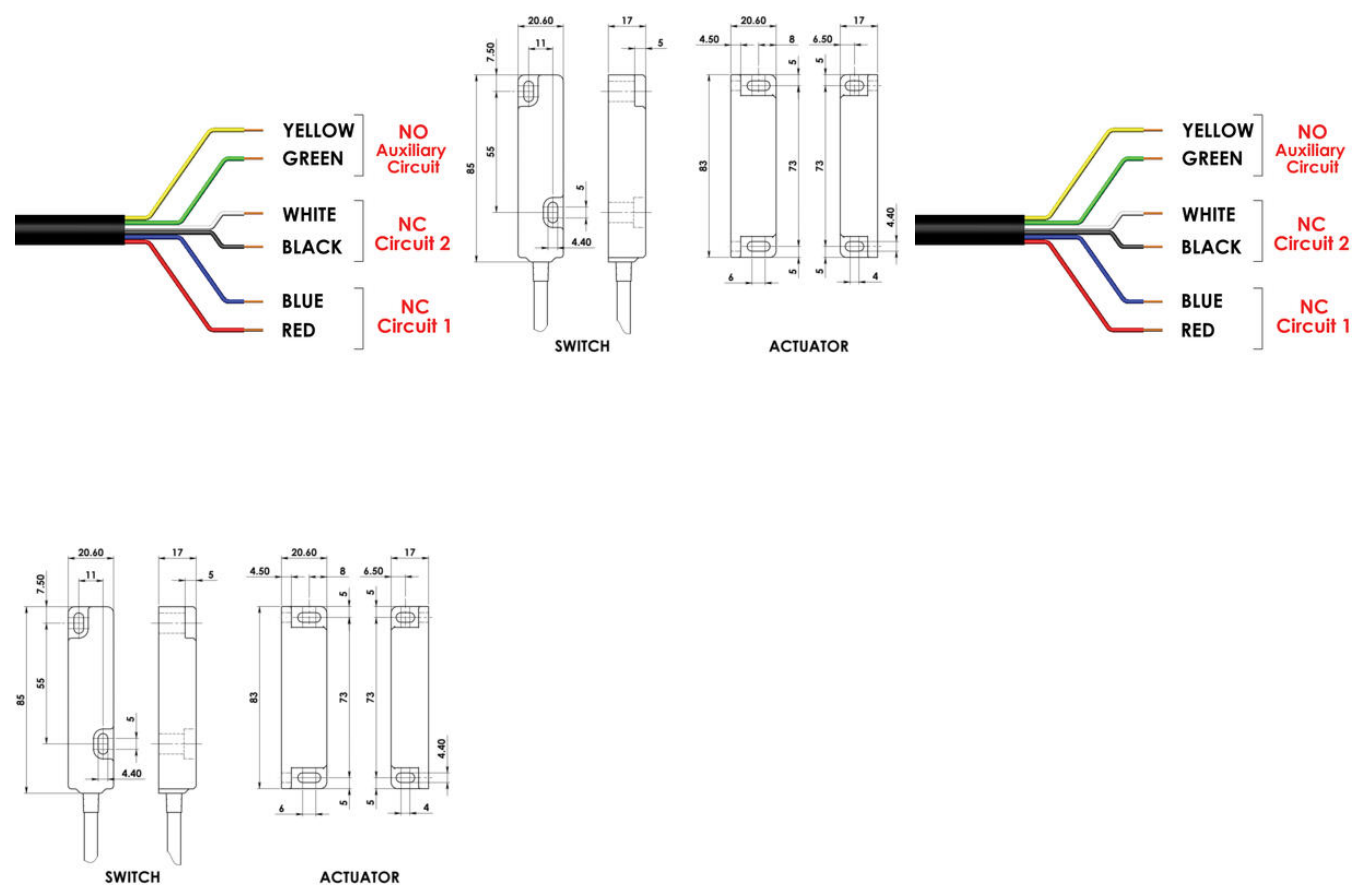 YELLOW
GREEN
NO
Auxiliary
Circuit
WHITE
BLACK
NC
Circuit 2
BLUE
RED
NC
Circuit 1
20.60
17
11
5
7.50
85
55
5
4.40
SWITCH
20.60
17
4.50
8
6.50
5
5
83
73
73
4.40
6
5
5
4
ACTUATOR
YELLOW
GREEN
NO
Auxiliary
Circuit
WHITE
BLACK
NC
Circuit 2
BLUE
RED
NC
Circuit 1
20.60
17
11
5
7.50
85
55
5
4.40
SWITCH
20.60
17
4.50
8
6.50
5
5
83
73
73
4.40
6
5
5
4
ACTUATOR